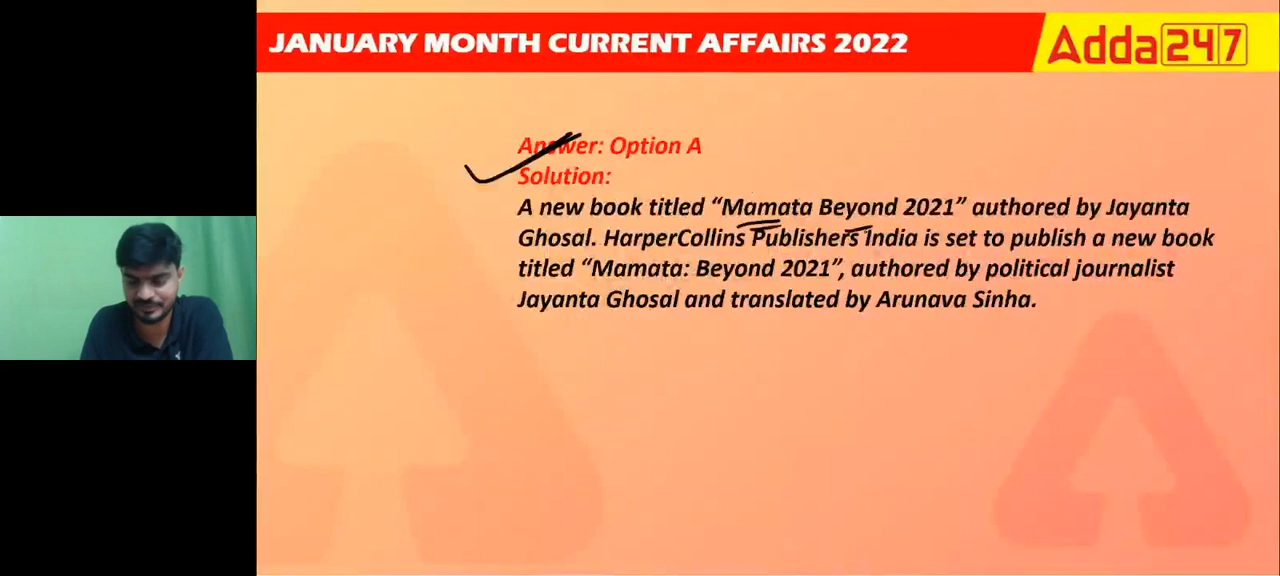 JANUARY MONTH CURRENT AFFAIRS 2022
Adda247
Answer: Option A
Solution:
A new book titled “Mamata Beyond 2021” authored by Jayanta
Ghosal. HarperCollins Publishers India is set to publish a new book
titled “Mamata: Beyond 2021”, authored by political journalist
Jayanta Ghosal and translated by Arunava Sinha.